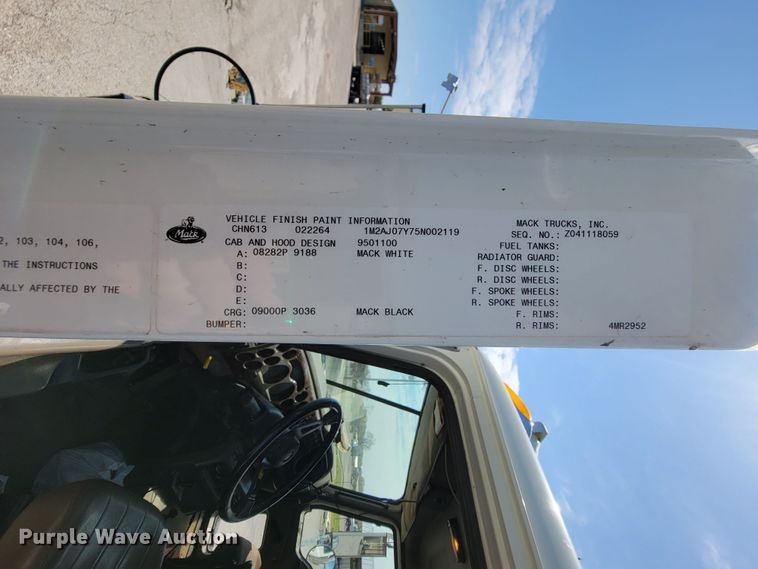 2, 103, 104, 106,
THE INSTRUCTIONS
ALLY AFFECTED BY THE
Mack
VEHICLE FINISH PAINT INFORMATION
CHN613 022264 1M2AJ07Y75N002119
CAB AND HOOD DESIGN 9501100
A: 08282P 9188 MACK WHITE
B:
C:
D:
E:
CRG: 09000P 3036 MACK BLACK
BUMPER:
MACK TRUCKS, INC.
SEQ. NO.: Z041118059
FUEL TANKS:
RADIATOR GUARD:
F. DISC WHEELS:
R. DISC WHEELS:
F. SPOKE WHEELS:
R. SPOKE WHEELS:
F. RIMS:
R. RIMS: 4MR2952
Purple Wave Auction